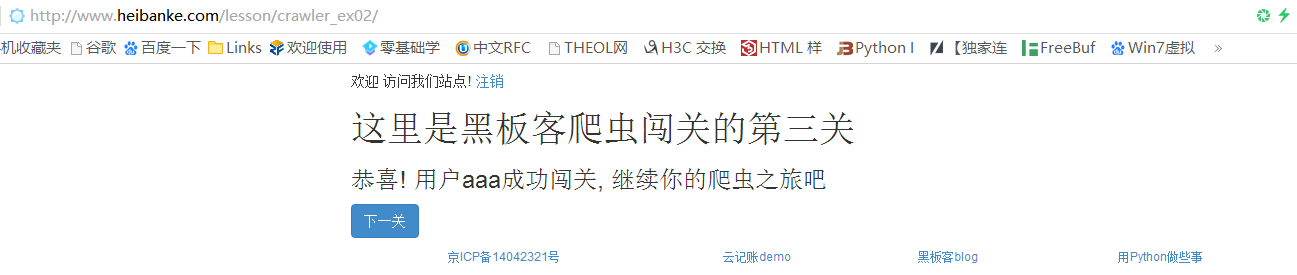 http://www.heibanke.com/lesson/crawler_ex02/
机收藏夹 谷歌 百度一下 Links 欢迎使用 零基础学 中文RFC THEOL网 H3C 交换 HTML 样 Python I 【独家连 FreeBuf Win7虚拟 »
欢迎 访问我们站点! 注销
这里是黑板客爬虫闯关的第三关
恭喜! 用户aaa成功闯关, 继续你的爬虫之旅吧
下一关
京ICP备14042321号 云记账demo 黑板客blog 用Python做些事